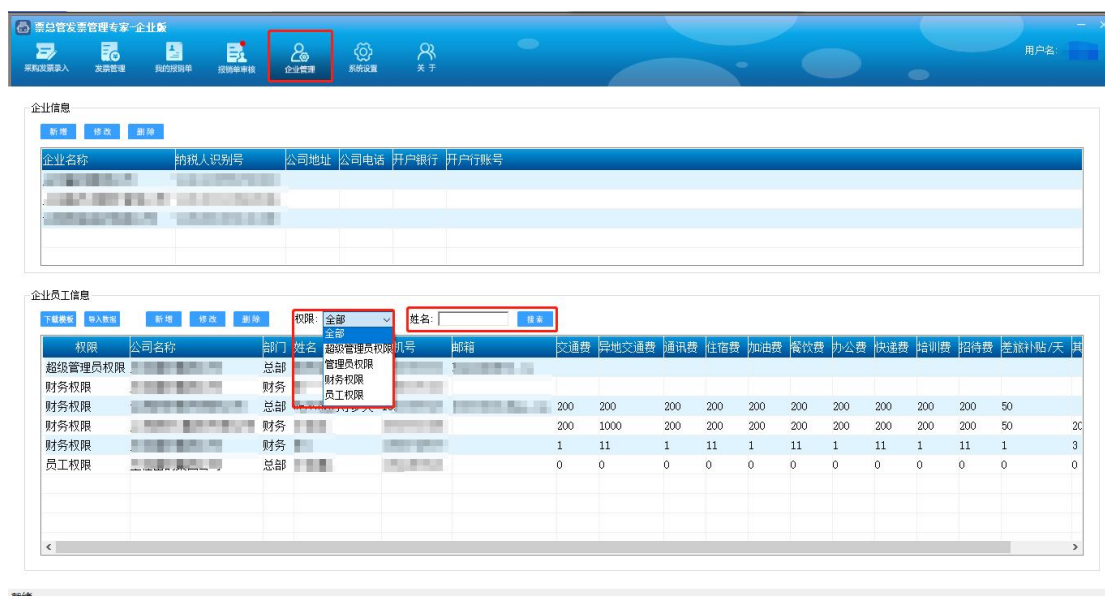 票总管发票管理专家-企业版
采购发票录入 发票管理 我的报销单 报销单审核 企业管理 系统设置 关于 用户名:
企业信息
新增 修改 删除
企业名称 纳税人识别号 公司地址 公司电话 开户银行 开户行账号
企业员工信息
下载模板 导入数据 新增 修改 删除 权限: 全部 姓名: 搜索
全部
超级管理员权限
管理员权限
财务权限
员工权限
权限 公司名称 部门 姓名 机号 邮箱 交通费 异地交通费 通讯费 住宿费 加油费 餐饮费 办公费 快递费 培训费 招待费 差旅补贴/天 其
超级管理员权限 总部
财务权限 财务
财务权限 总部 200 200 200 200 200 200 200 200 200 200 50
财务权限 财务 200 1000 200 200 200 200 200 200 200 200 50 20
财务权限 财务 1 11 1 11 1 11 1 11 1 11 1 3
员工权限 总部 0 0 0 0 0 0 0 0 0 0 0 0